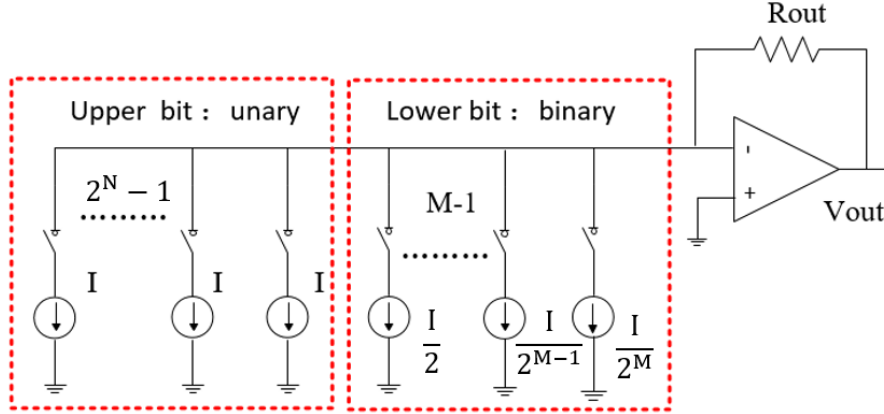 Rout
Upper bit : unary
Lower bit : binary
2^N − 1
.........
M-1
.........
-
+
Vout
I
I
I
I/2
I/2^{M−1}
I/2^M